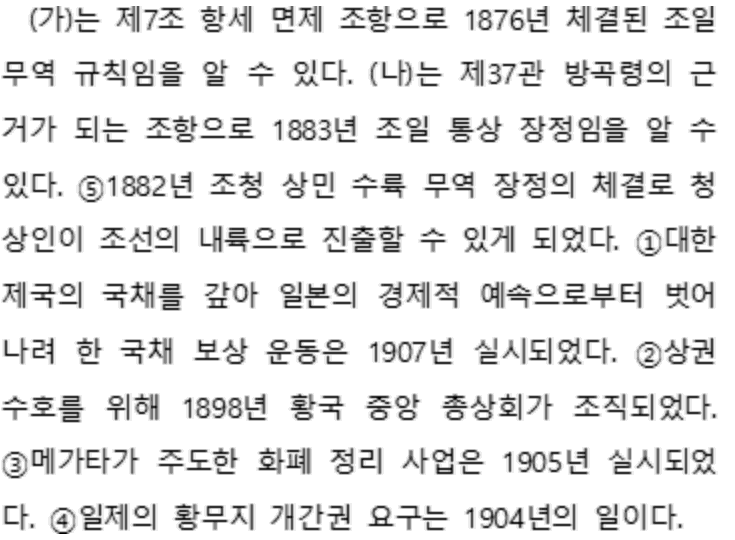 (가)는 제7조 항세 면제 조항으로 1876년 체결된 조일
무역 규칙임을 알 수 있다. (나)는 제37관 방곡령의 근
거가 되는 조항으로 1883년 조일 통상 장정임을 알 수
있다. ⑤1882년 조청 상민 수륙 무역 장정의 체결로 청
상인이 조선의 내륙으로 진출할 수 있게 되었다. ①대한
제국의 국채를 갚아 일본의 경제적 예속으로부터 벗어
나려 한 국채 보상 운동은 1907년 실시되었다. ②상권
수호를 위해 1898년 황국 중앙 총상회가 조직되었다.
③메가타가 주도한 화폐 정리 사업은 1905년 실시되었
다. ④일제의 황무지 개간권 요구는 1904년의 일이다.